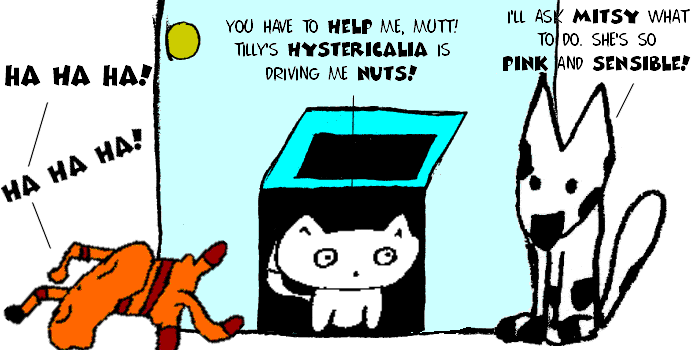 HA HA HA!
HA HA HA!
YOU HAVE TO HELP ME, MUTT!
TILLY'S HYSTERICALIA IS
DRIVING ME NUTS!
I'LL ASK MITSY WHAT
TO DO. SHE'S SO
PINK AND SENSIBLE!